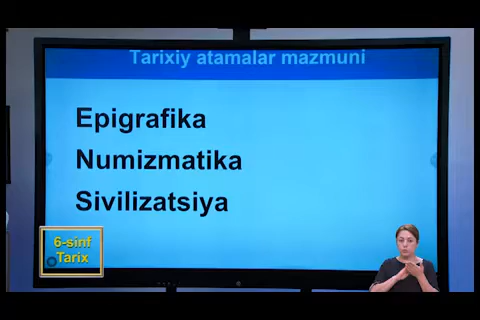 Tarixiy atamalar mazmuni
Epigrafika
Numizmatika
Sivilizatsiya
6-sinf
Tarix